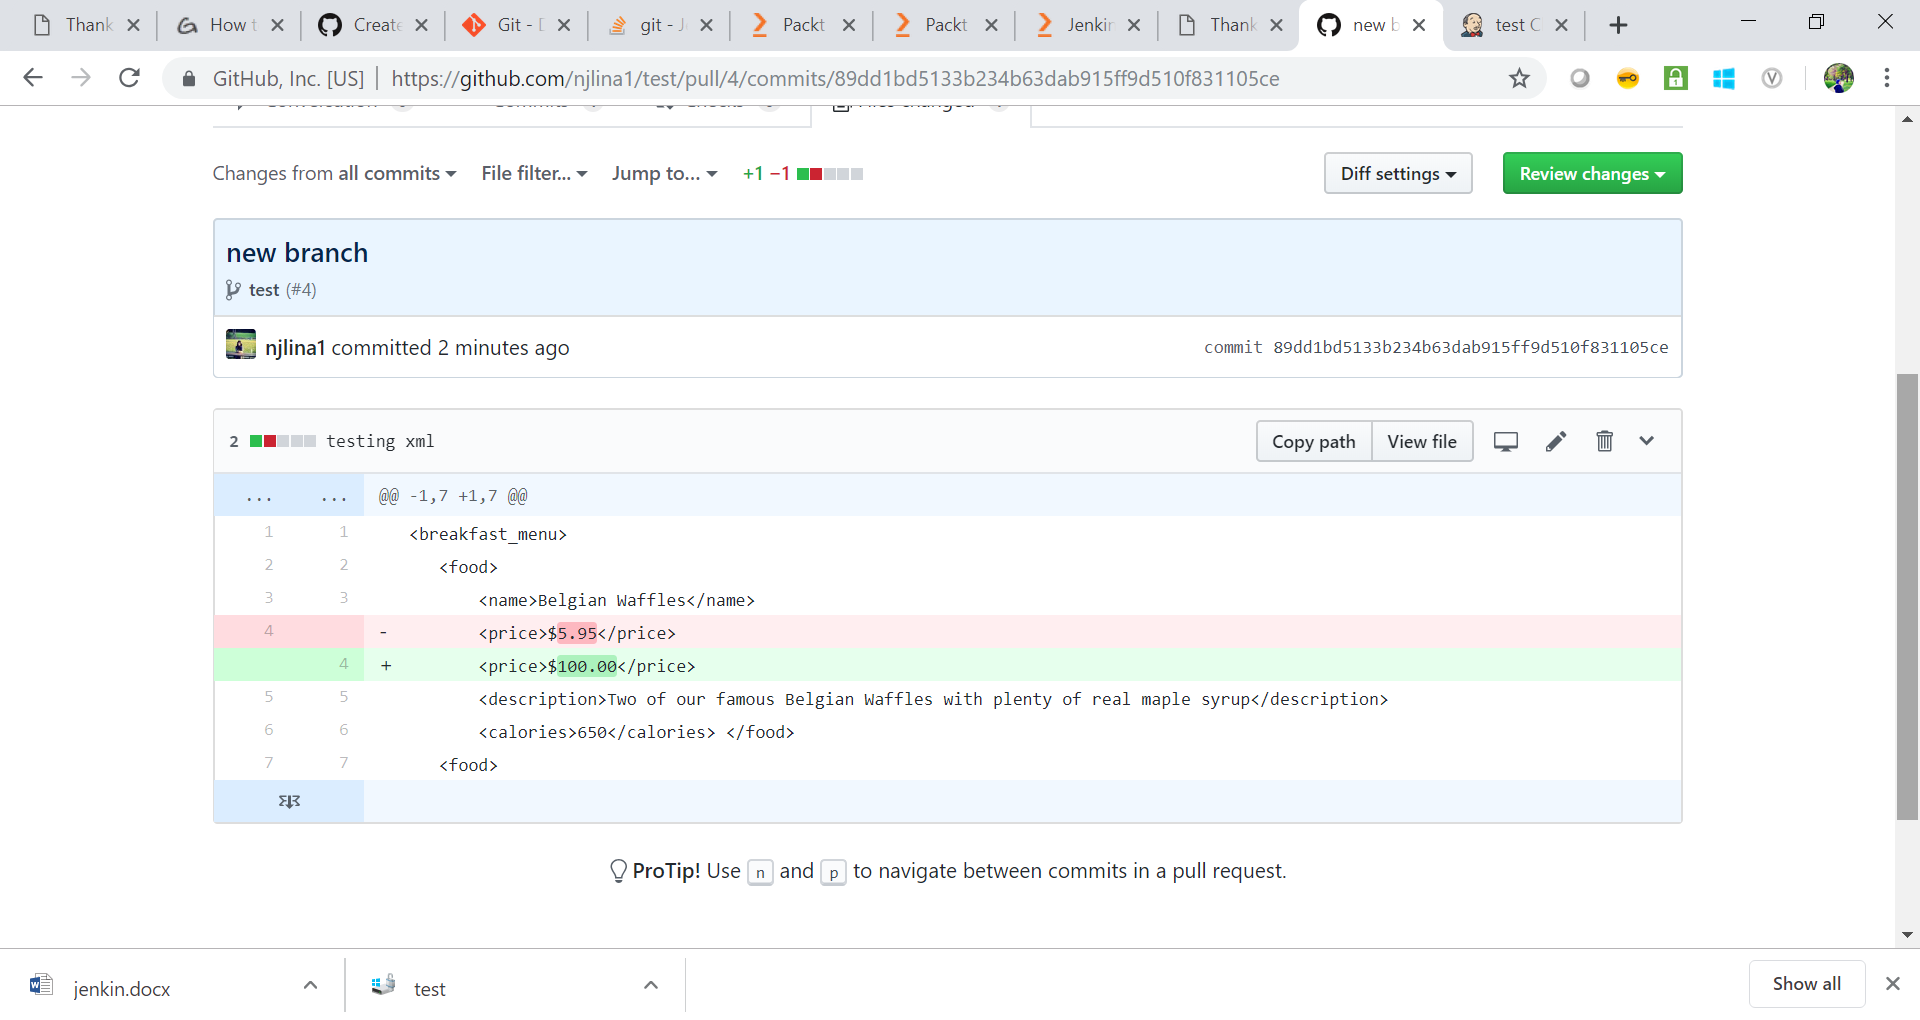 Thank How t Create Git - D git - J Packt Packt Jenkin Thank new b test C
GitHub, Inc. [US] https://github.com/njlina1/test/pull/4/commits/89dd1bd5133b234b63dab915ff9d510f831105ce
Changes from all commits File filter... Jump to... +1 −1 Diff settings Review changes
new branch
test (#4)
njlina1 committed 2 minutes ago commit 89dd1bd5133b234b63dab915ff9d510f831105ce
2 testing xml Copy path View file
... ... @@ -1,7 +1,7 @@
1 1 <breakfast_menu>
2 2 <food>
3 3 <name>Belgian Waffles</name>
4 - <price>$5.95</price>
4 + <price>$100.00</price>
5 5 <description>Two of our famous Belgian Waffles with plenty of real maple syrup</description>
6 6 <calories>650</calories> </food>
7 7 <food>
ProTip! Use n and p to navigate between commits in a pull request.
jenkin.docx test Show all